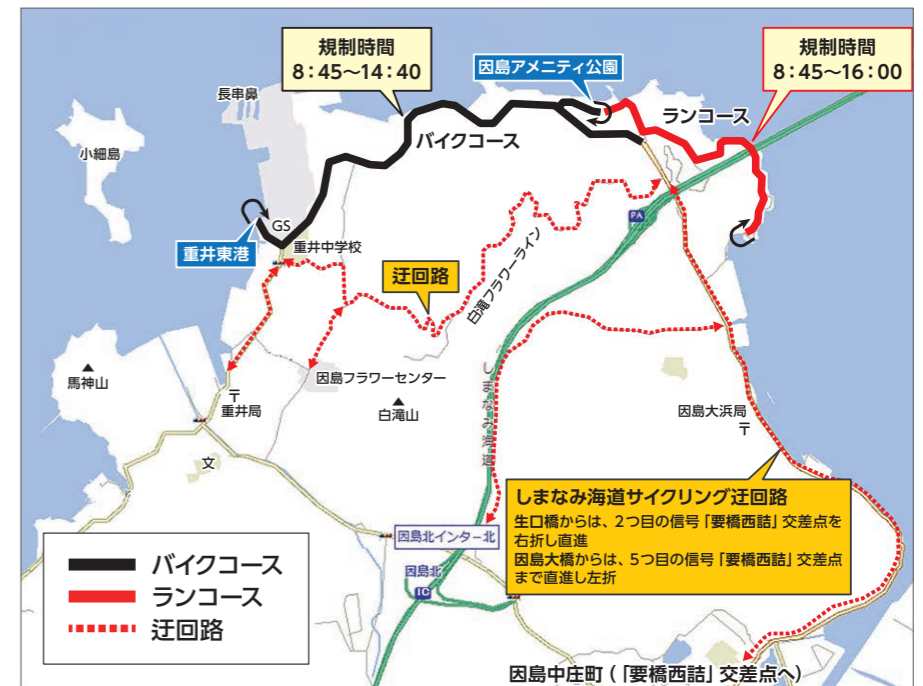 規制時間
8:45〜14:40
因島アメニティ公園
規制時間
8:45〜16:00
長串鼻
ランコース
バイクコース
小細島
PA
GS
重井中学校
重井東港
迂回路
白滝フラワーライン
しまなみ海道
因島フラワーセンター
馬神山
白滝山
〒
重井局
因島大浜局
〒
文
しまなみ海道サイクリング迂回路
生口橋からは、2つ目の信号「要橋西詰」交差点を
右折し直進
因島大橋からは、5つ目の信号「要橋西詰」交差点
まで直進し左折
因島北インター北
因島北
IC
バイクコース
ランコース
迂回路
因島中庄町(「要橋西詰」交差点へ)